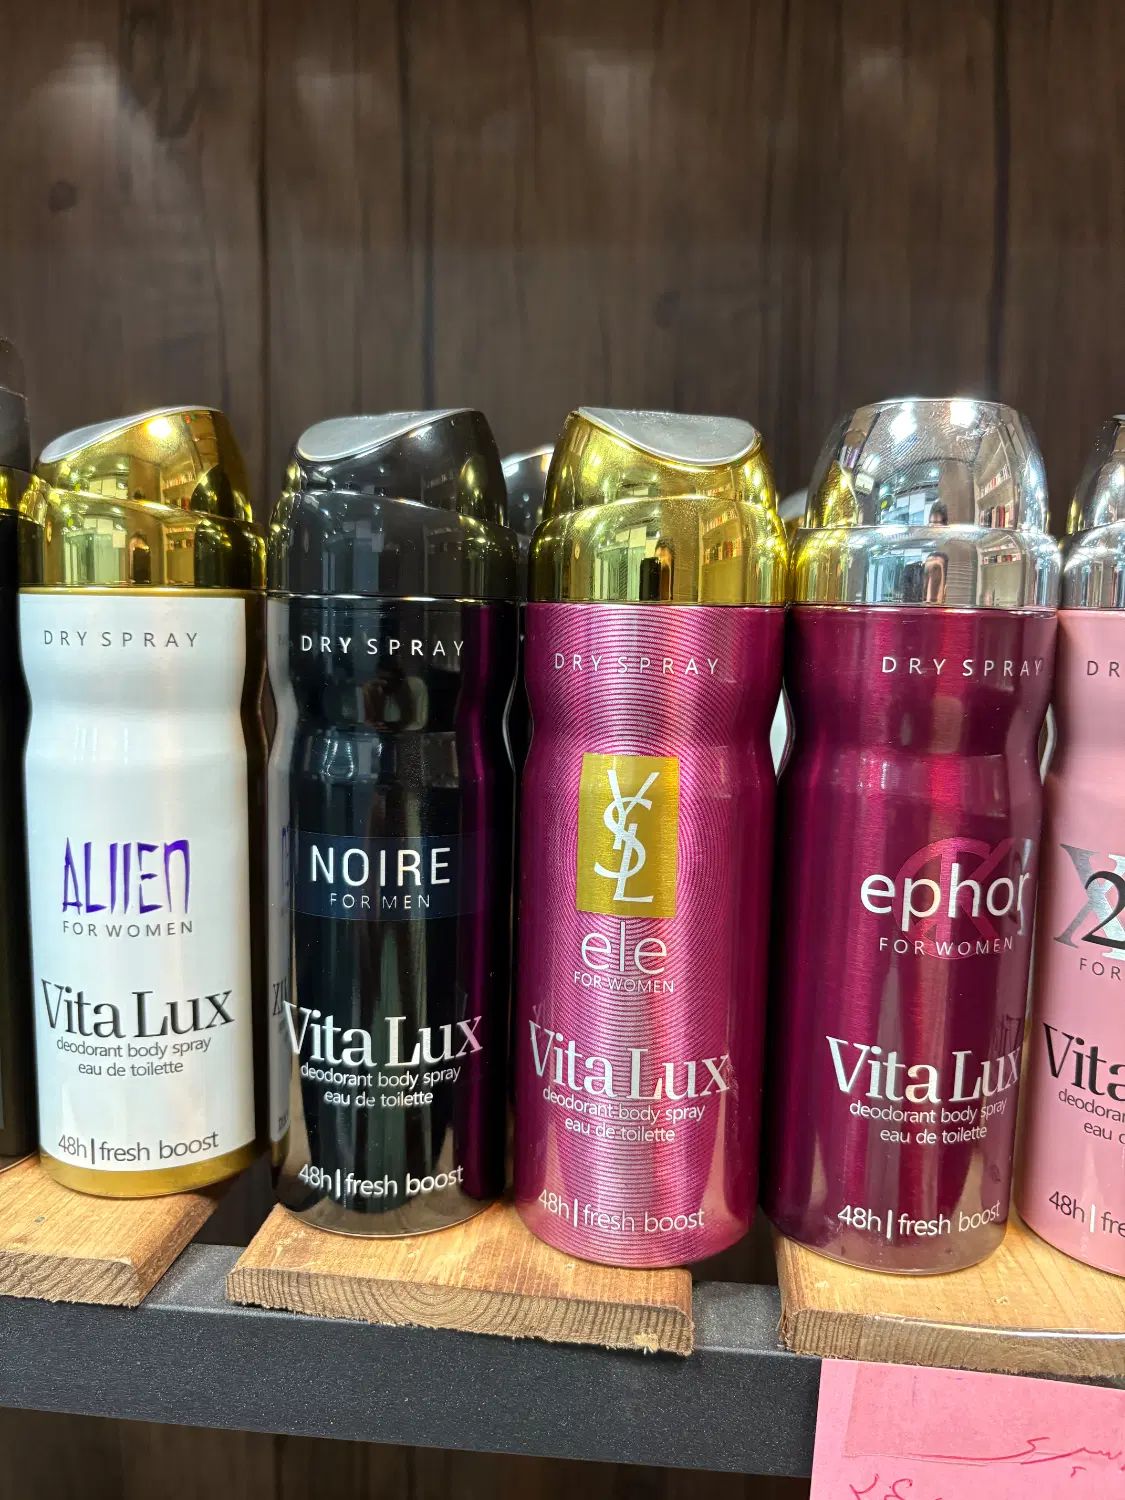 DRY SPRAY
ALIIEN
FOR WOMEN
Vita Lux
deodorant body spray
eau de toilette
48h|fresh boost
DRY SPRAY
NOIRE
FOR MEN
Vita Lux
deodorant body spray
eau de toilette
48h|fresh boost
DRY SPRAY
YSL
ele
FOR WOMEN
Vita Lux
deodorant body spray
eau de toilette
48h|fresh boost
DRY SPRAY
ephor
FOR WOMEN
Vita Lux
deodorant body spray
eau de toilette
48h|fresh boost
DR
2
FOR
Vita
eau
48h|fre